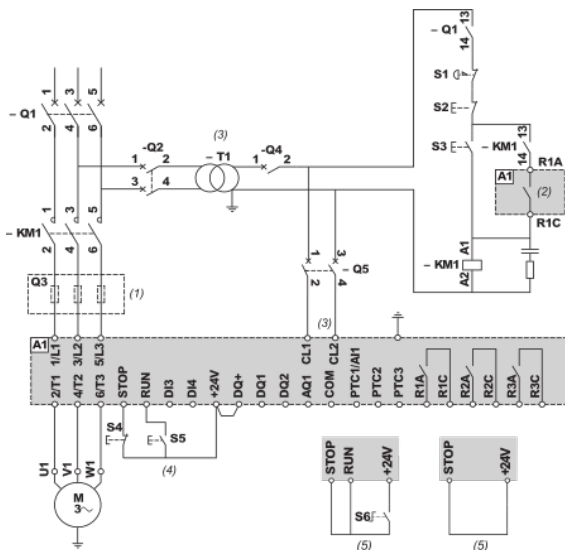 – Q1
13
14
S1
S2
S3
– KM1
13
14
R1A
A1
(2)
R1C
– KM1
A1
A2
1 3 5
– Q1
2 4 6
-Q2
1 2
3 4
(3)
– T1
-Q4
1 2
1 3 5
– KM1
2 4 6
1 3
– Q5
2 4
Q3
(1)
(3)
A1
1/L1 3/L2 5/L3 CL1 CL2
2/T1 4/T2 6/T3 STOP RUN DI3 DI4 +24V DQ+ DQ1 DQ2 AQ1 COM PTC1/AI1 PTC2 PTC3 R1A R1C R2A R2C R3A R3C
S4
S5
(4)
U1 V1 W1
M
3
STOP RUN +24V
S6
(5)
STOP +24V
(5)